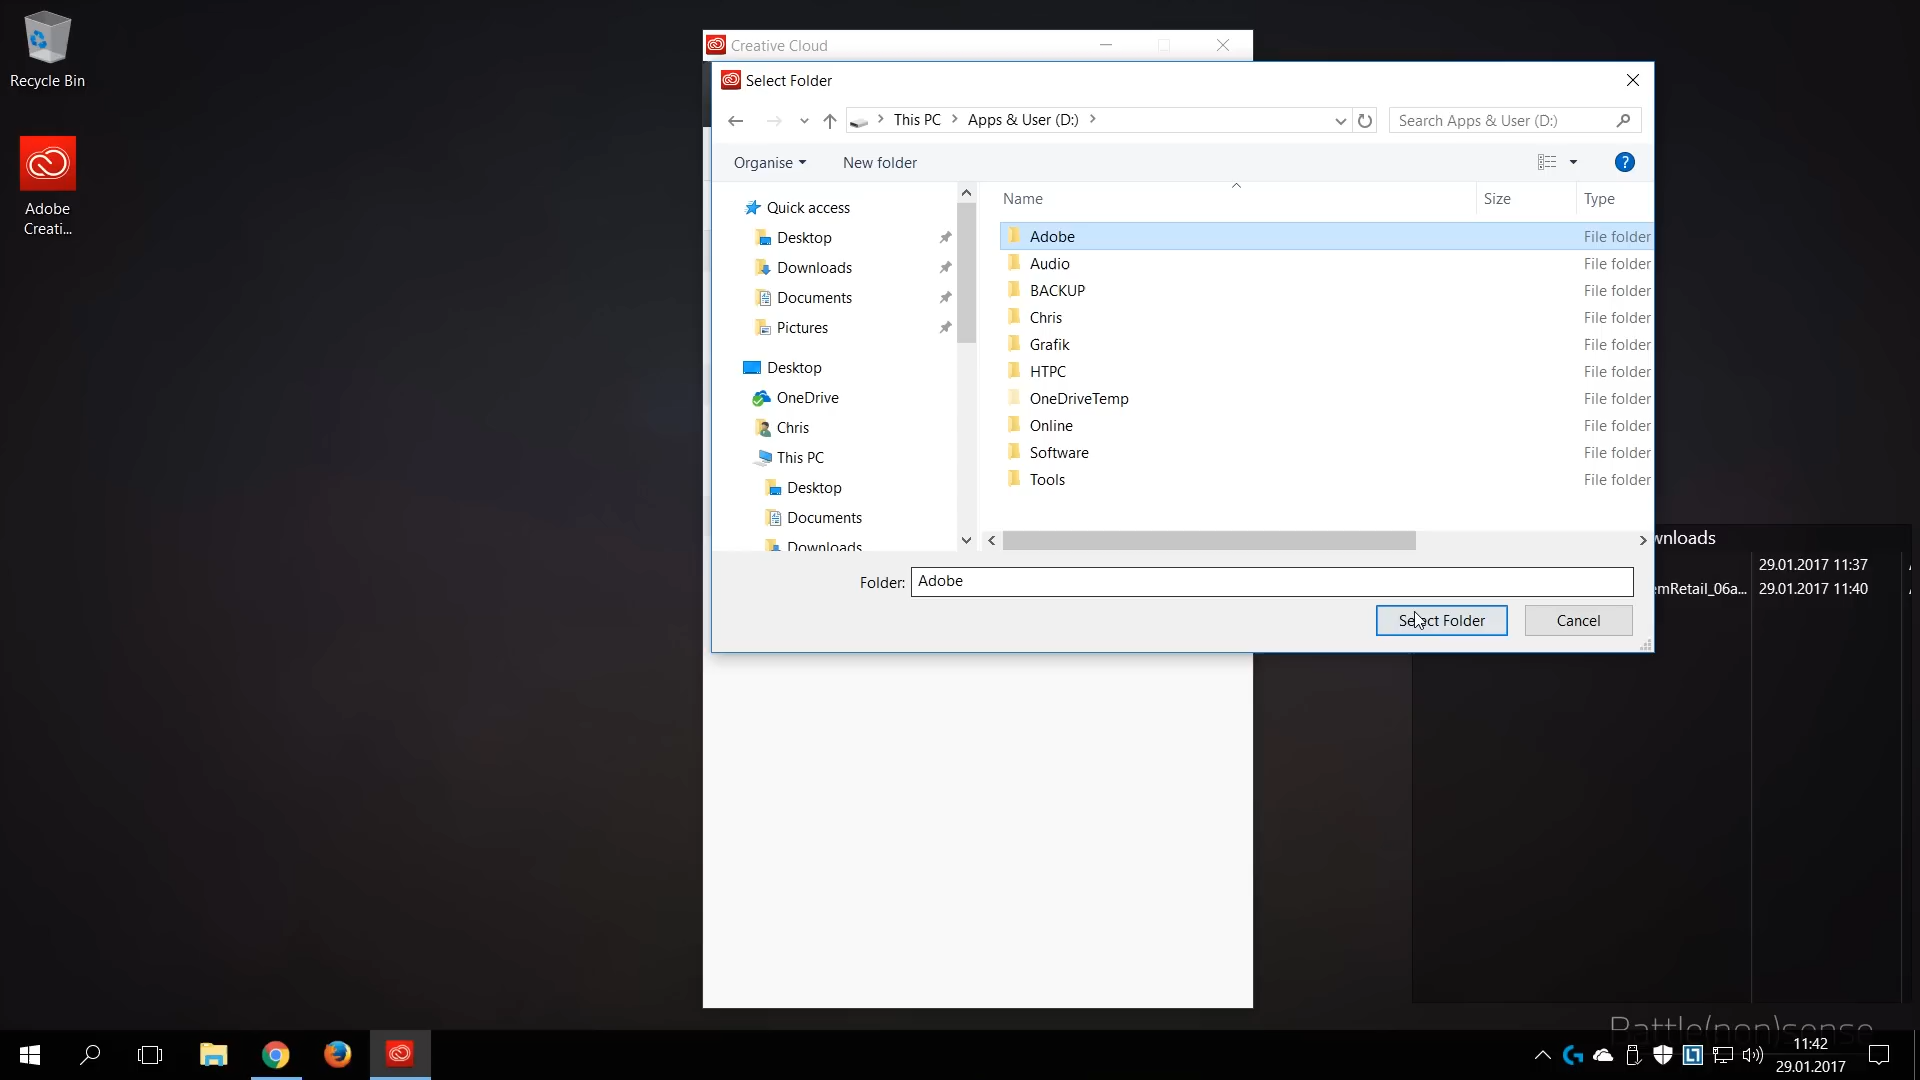 Recycle Bin
Adobe
Creati...
Creative Cloud
Select Folder
This PC
Apps & User (D:)
Search Apps & User (D:)
Organise
New folder
?
Name
Size
Type
Quick access
Desktop
Downloads
Documents
Pictures
Desktop
OneDrive
Chris
This PC
Desktop
Documents
Downloads
Adobe File folder
Audio File folder
BACKUP File folder
Chris File folder
Grafik File folder
HTPC File folder
OneDriveTemp File folder
Online File folder
Software File folder
Tools File folder
Folder: Adobe
Select Folder
Cancel
wnloads
29.01.2017 11:37
emRetail_06a... 29.01.2017 11:40
Battle(non)sense
11:42
29.01.2017